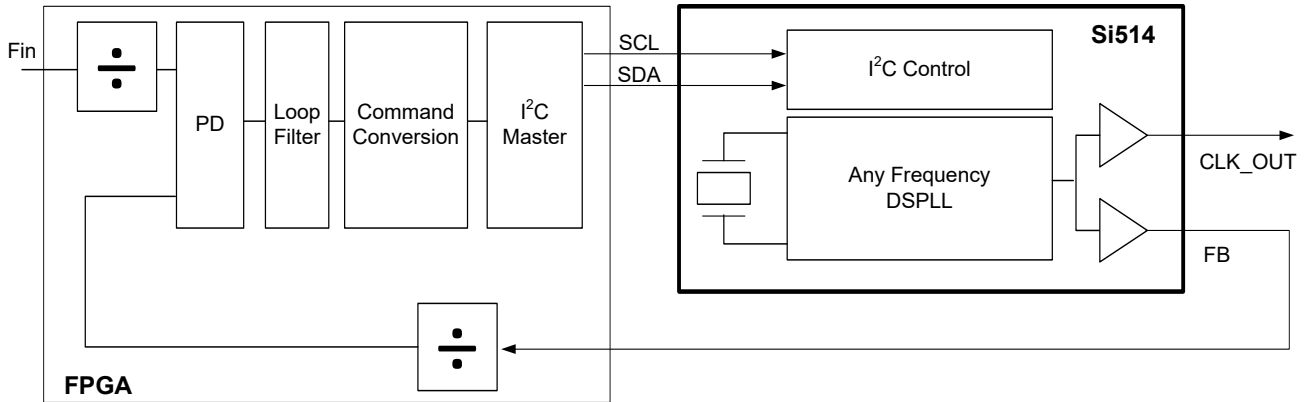 Fin
÷
PD
Loop
Filter
Command
Conversion
I²C
Master
SCL
SDA
Si514
I²C Control
Any Frequency
DSPLL
CLK_OUT
FB
÷
FPGA